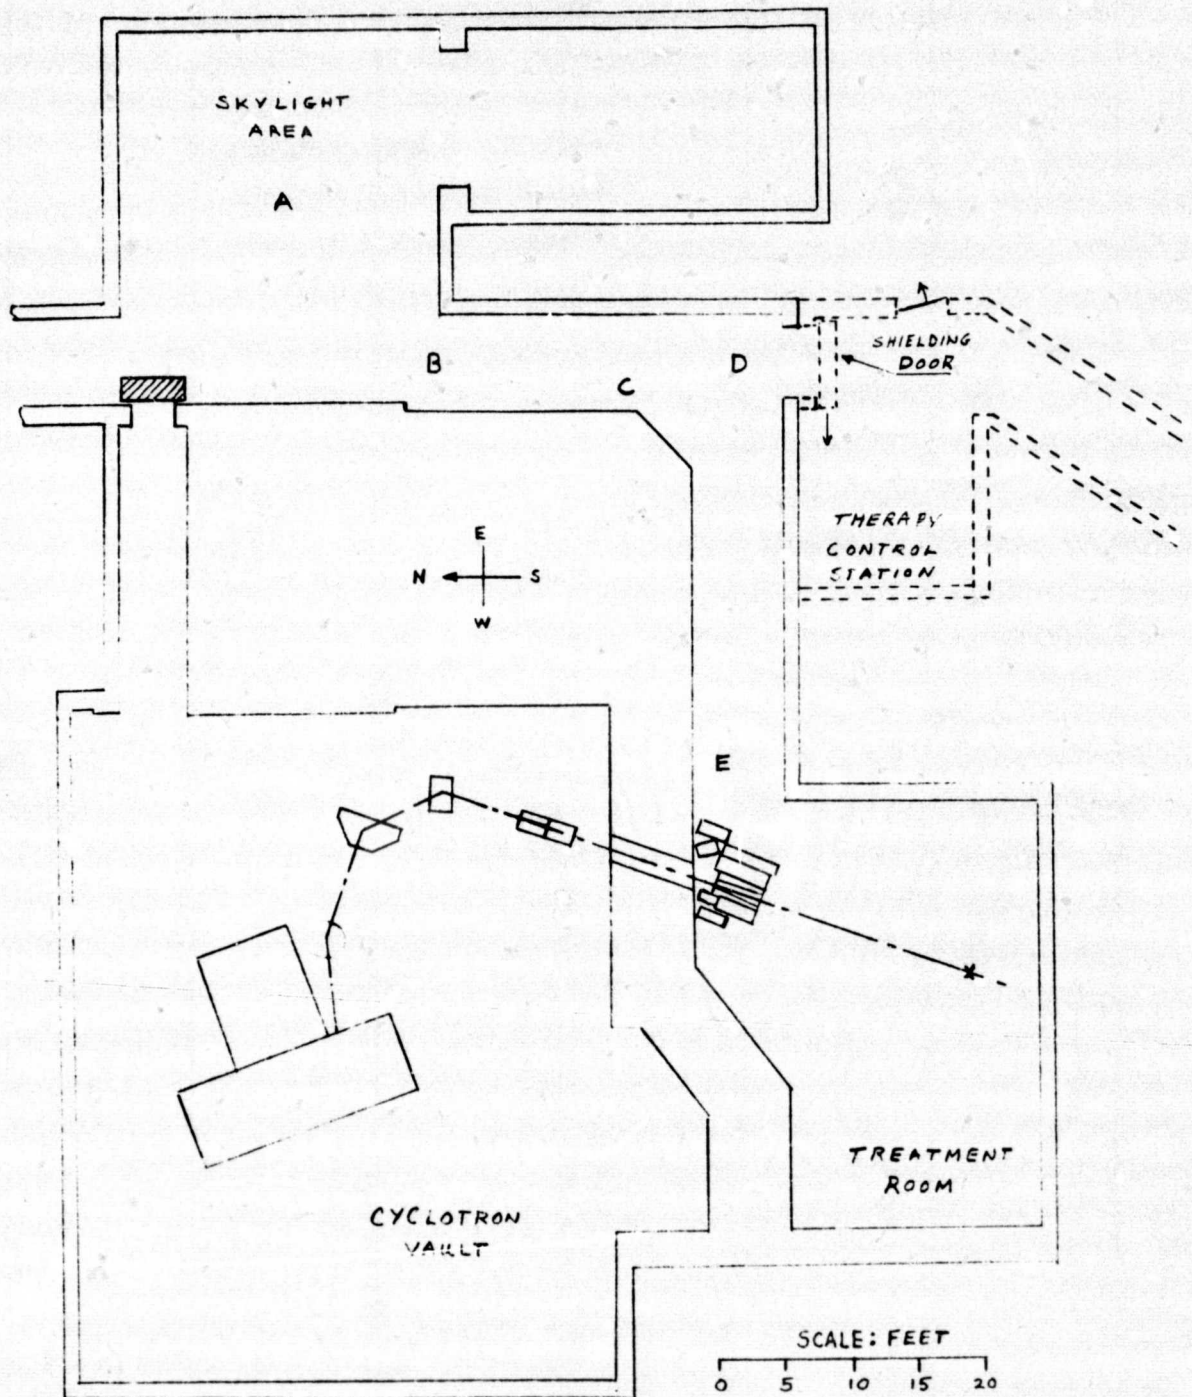 SKYLIGHT
AREA
A
SHIELDING
DOOR
B
C
D
THERAPY
CONTROL
STATION
E
N S
W
E
TREATMENT
ROOM
CYCLOTRON
VAULT
SCALE: FEET
0 5 10 15 20